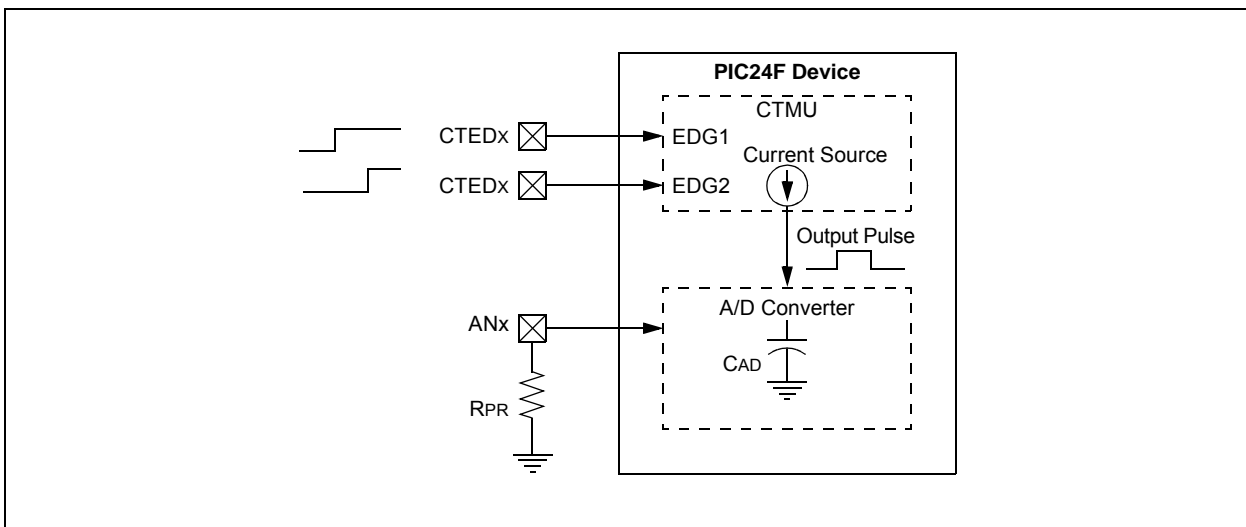 PIC24F Device
CTMU
CTEDX
EDG1
Current Source
CTEDX
EDG2
Output Pulse
A/D Converter
ANx
CAD
RPR